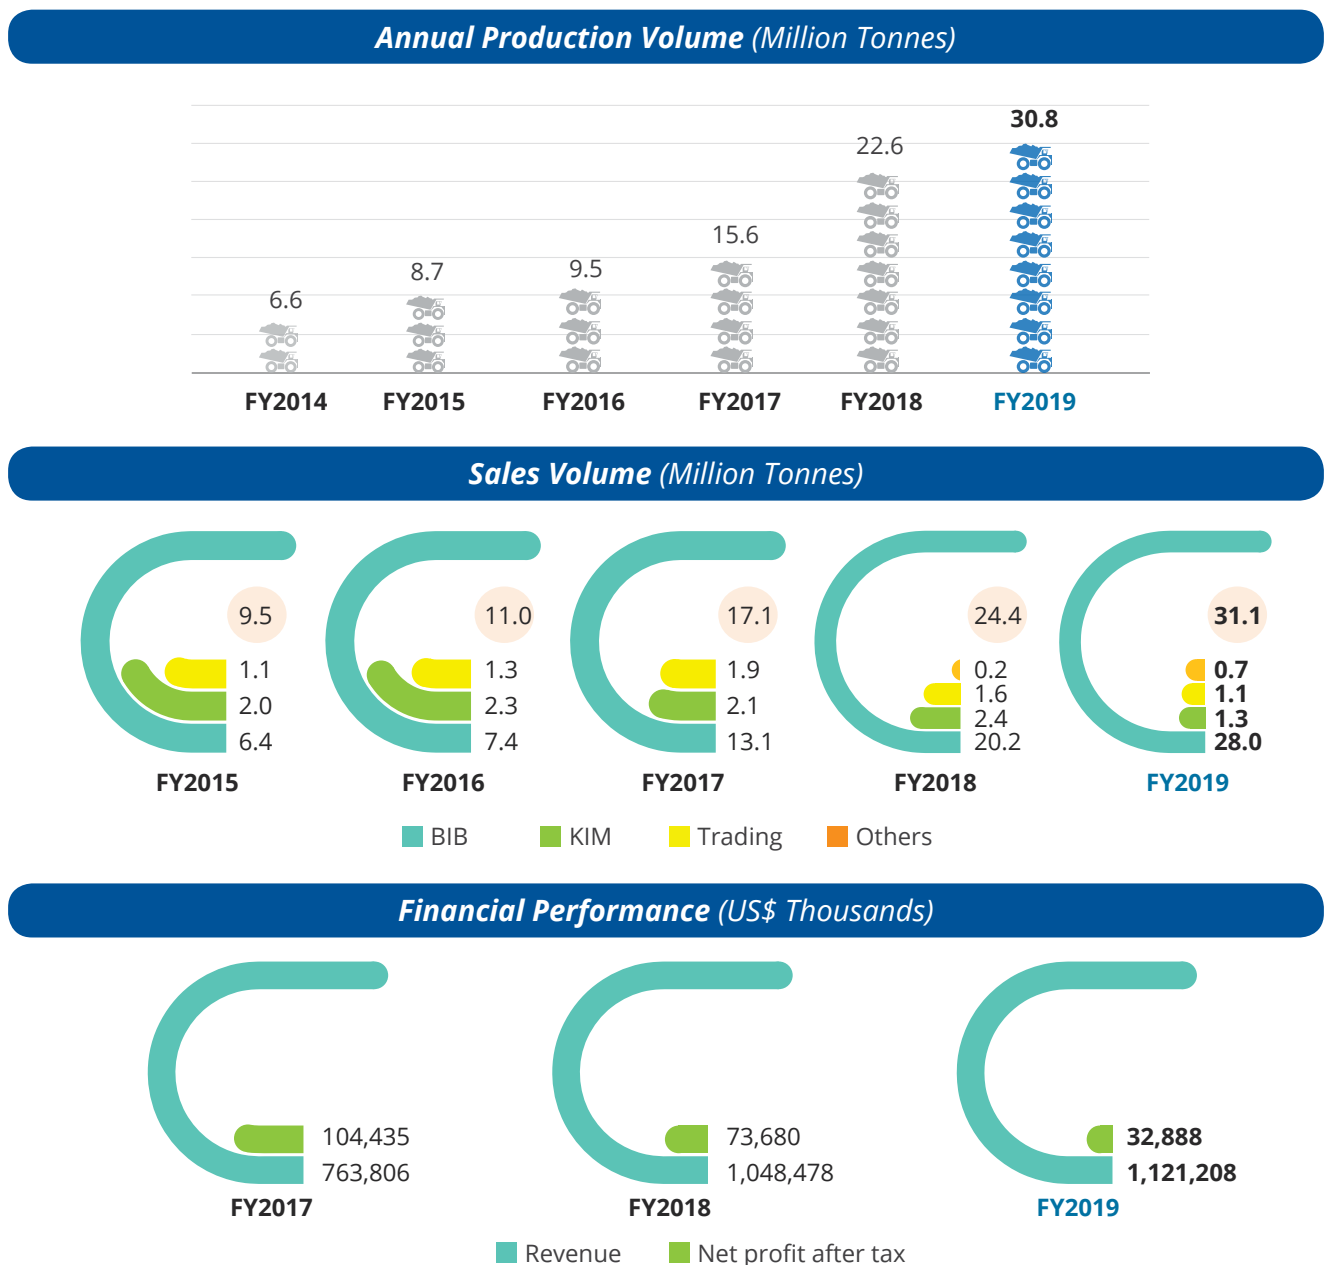 Annual Production Volume (Million Tonnes)
30.8
22.6
15.6
9.5
8.7
6.6
FY2014 FY2015 FY2016 FY2017 FY2018 FY2019
Sales Volume (Million Tonnes)
9.5 11.0 17.1 24.4 31.1
1.1 1.3 1.9 0.2 0.7
1.6 1.1
2.0 2.3 2.1 2.4 1.3
6.4 7.4 13.1 20.2 28.0
FY2015 FY2016 FY2017 FY2018 FY2019
BIB KIM Trading Others
Financial Performance (US$ Thousands)
104,435 73,680 32,888
763,806 1,048,478 1,121,208
FY2017 FY2018 FY2019
Revenue Net profit after tax